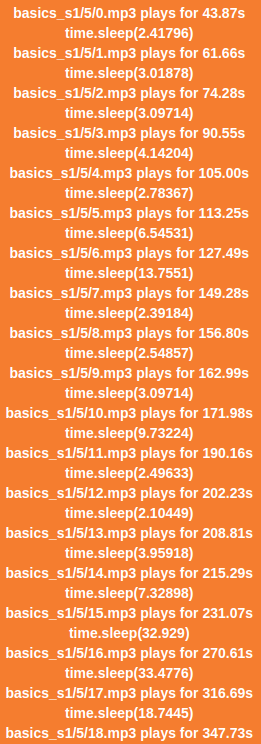 basics_s1/5/0.mp3 plays for 43.87s
time.sleep(2.41796)
basics_s1/5/1.mp3 plays for 61.66s
time.sleep(3.01878)
basics_s1/5/2.mp3 plays for 74.28s
time.sleep(3.09714)
basics_s1/5/3.mp3 plays for 90.55s
time.sleep(4.14204)
basics_s1/5/4.mp3 plays for 105.00s
time.sleep(2.78367)
basics_s1/5/5.mp3 plays for 113.25s
time.sleep(6.54531)
basics_s1/5/6.mp3 plays for 127.49s
time.sleep(13.7551)
basics_s1/5/7.mp3 plays for 149.28s
time.sleep(2.39184)
basics_s1/5/8.mp3 plays for 156.80s
time.sleep(2.54857)
basics_s1/5/9.mp3 plays for 162.99s
time.sleep(3.09714)
basics_s1/5/10.mp3 plays for 171.98s
time.sleep(9.73224)
basics_s1/5/11.mp3 plays for 190.16s
time.sleep(2.49633)
basics_s1/5/12.mp3 plays for 202.23s
time.sleep(2.10449)
basics_s1/5/13.mp3 plays for 208.81s
time.sleep(3.95918)
basics_s1/5/14.mp3 plays for 215.29s
time.sleep(7.32898)
basics_s1/5/15.mp3 plays for 231.07s
time.sleep(32.929)
basics_s1/5/16.mp3 plays for 270.61s
time.sleep(33.4776)
basics_s1/5/17.mp3 plays for 316.69s
time.sleep(18.7445)
basics_s1/5/18.mp3 plays for 347.73s